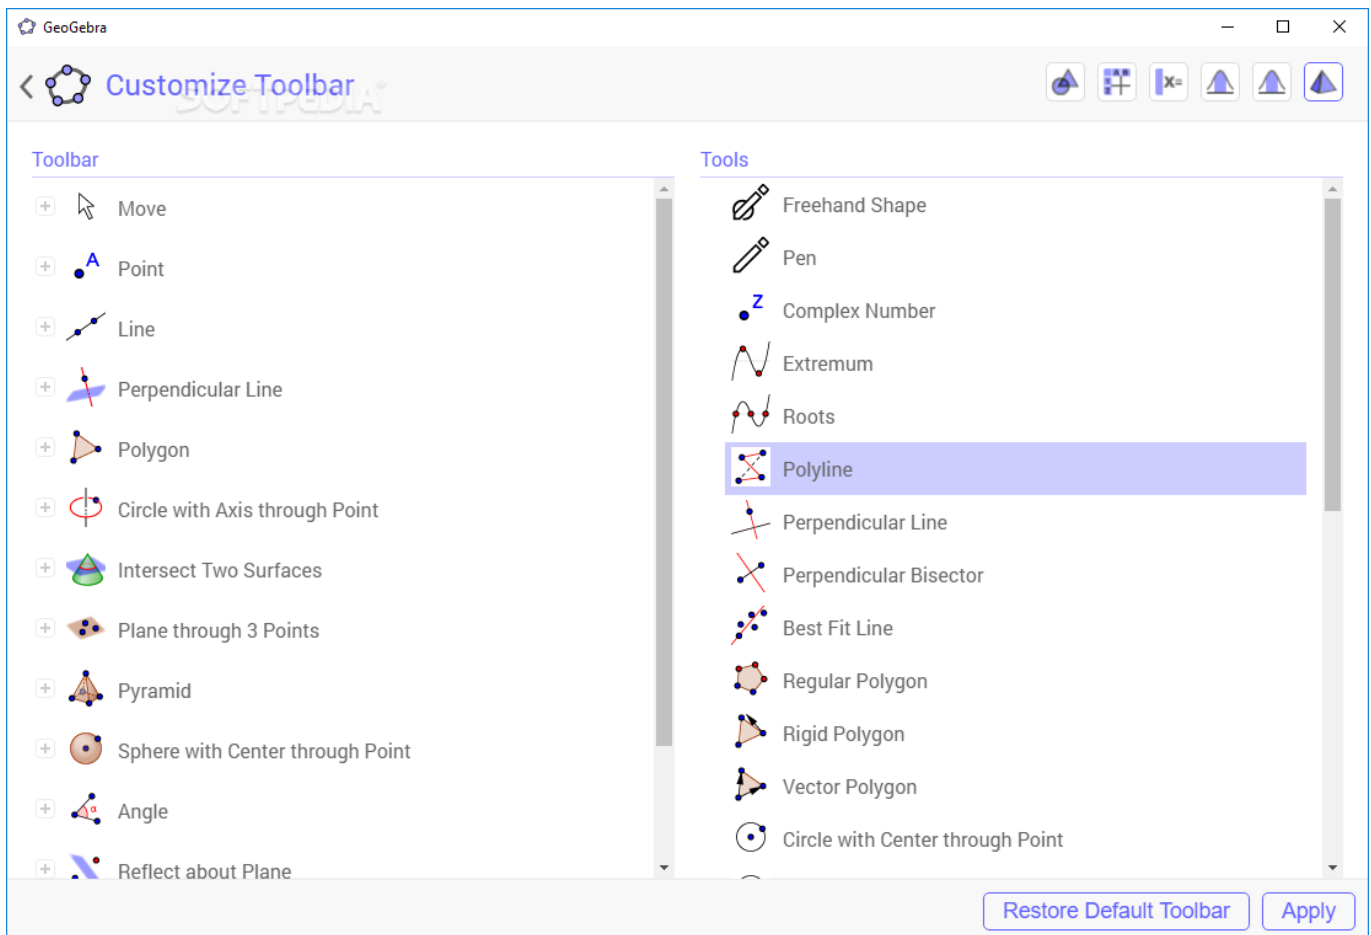 GeoGebra
Customize Toolbar
SOFTPEDIA
X=
Toolbar
Move
A
Point
Line
Perpendicular Line
Polygon
Circle with Axis through Point
Intersect Two Surfaces
Plane through 3 Points
Pyramid
Sphere with Center through Point
α
Angle
Reflect about Plane
Tools
Freehand Shape
Pen
Z
Complex Number
Extremum
Roots
Polyline
Perpendicular Line
Perpendicular Bisector
Best Fit Line
Regular Polygon
Rigid Polygon
Vector Polygon
Circle with Center through Point
Restore Default Toolbar
Apply